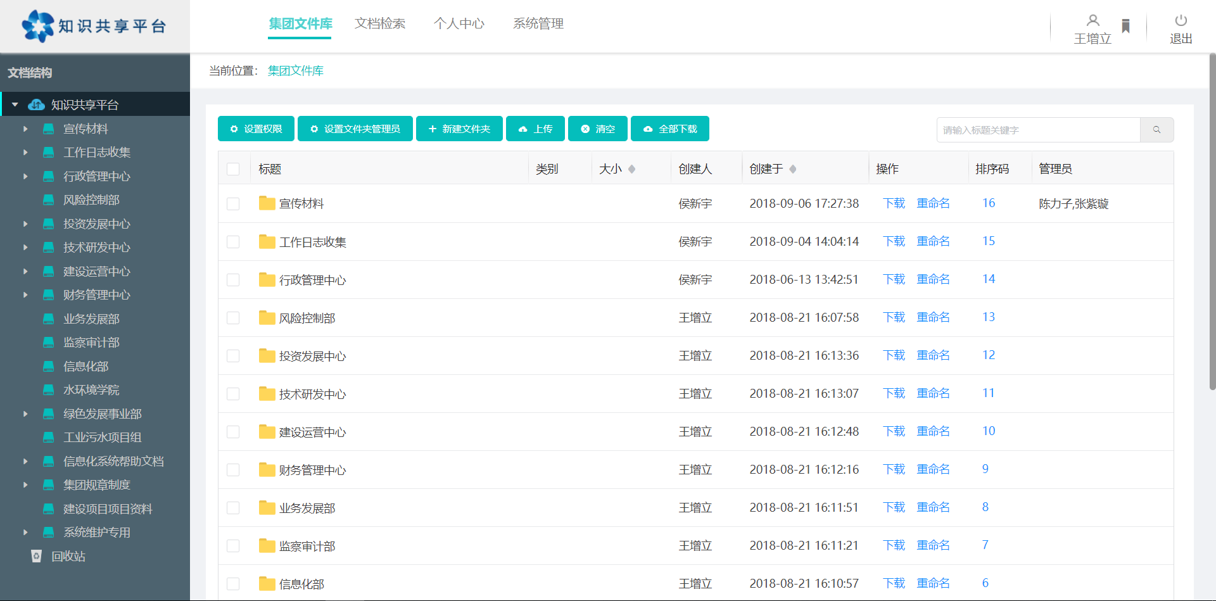 知识共享平台
集团文件库 文档检索 个人中心 系统管理
王增立
退出
文档结构
知识共享平台
宣传材料
工作日志收集
行政管理中心
风险控制部
投资发展中心
技术研发中心
建设运营中心
财务管理中心
业务发展部
监察审计部
信息化部
水环境学院
绿色发展事业部
工业污水项目组
信息化系统帮助文档
集团规章制度
建设项目项目资料
系统维护专用
回收站
当前位置: 集团文件库
设置权限 设置文件夹管理员 新建文件夹 上传 清空 全部下载
请输入标题关键字
标题 类别 大小 创建人 创建于 操作 排序码 管理员
宣传材料 侯新宇 2018-09-06 17:27:38 下载 重命名 16 陈力子,张紫璇
工作日志收集 侯新宇 2018-09-04 14:04:14 下载 重命名 15
行政管理中心 侯新宇 2018-06-13 13:42:51 下载 重命名 14
风险控制部 王增立 2018-08-21 16:07:58 下载 重命名 13
投资发展中心 王增立 2018-08-21 16:13:36 下载 重命名 12
技术研发中心 王增立 2018-08-21 16:13:07 下载 重命名 11
建设运营中心 王增立 2018-08-21 16:12:48 下载 重命名 10
财务管理中心 王增立 2018-08-21 16:12:16 下载 重命名 9
业务发展部 王增立 2018-08-21 16:11:51 下载 重命名 8
监察审计部 王增立 2018-08-21 16:11:21 下载 重命名 7
信息化部 王增立 2018-08-21 16:10:57 下载 重命名 6